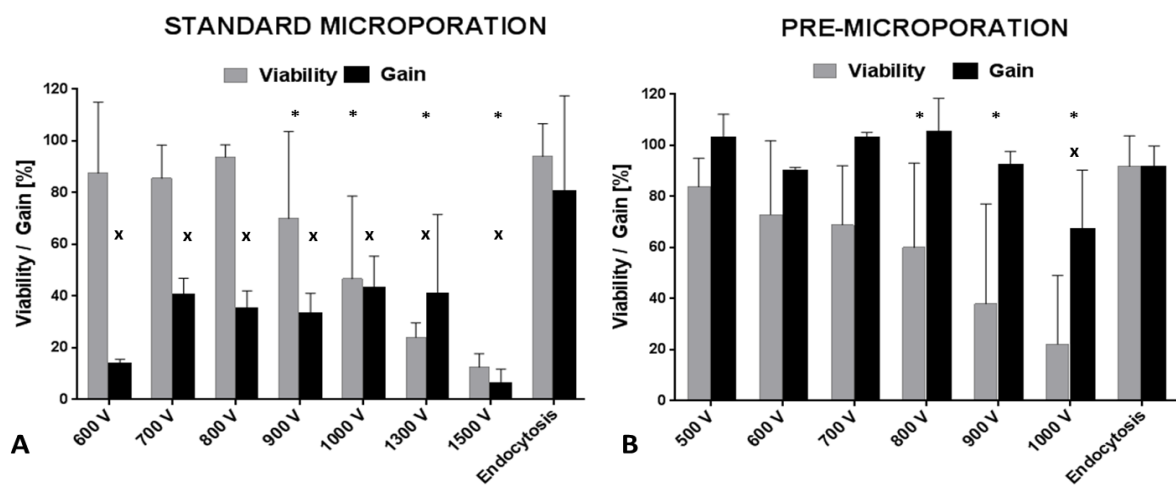 STANDARD MICROPORATION
Viability Gain
Viability / Gain [%]
120
100
80
60
40
20
0
* * * *
x x x x x x x
600 V 700 V 800 V 900 V 1000 V 1300 V 1500 V Endocytosis
A
PRE-MICROPORATION
Viability Gain
Viability / Gain [%]
120
100
80
60
40
20
0
* * *
x
500 V 600 V 700 V 800 V 900 V 1000 V Endocytosis
B